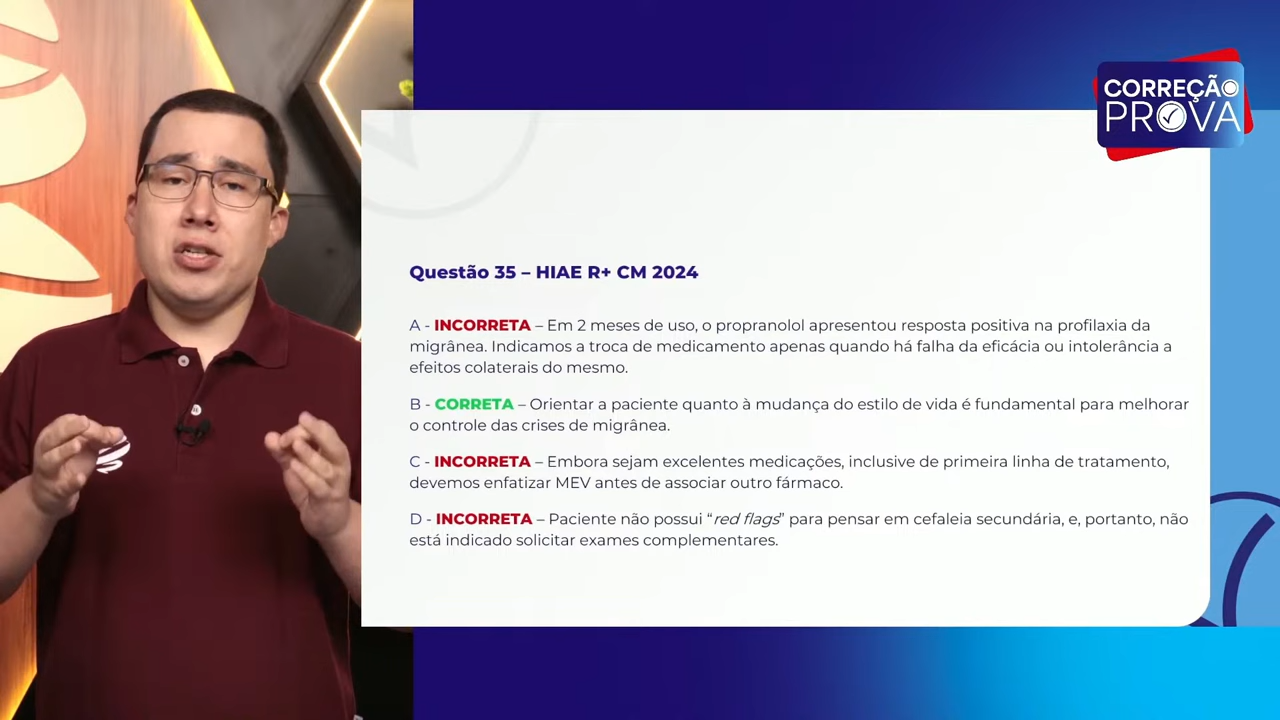 CORREÇÃO
PROVA
Questão 35 – HIAE R+ CM 2024
A - INCORRETA – Em 2 meses de uso, o propranolol apresentou resposta positiva na profilaxia da
migrânea. Indicamos a troca de medicamento apenas quando há falha da eficácia ou intolerância a
efeitos colaterais do mesmo.
B - CORRETA – Orientar a paciente quanto à mudança do estilo de vida é fundamental para melhorar
o controle das crises de migrânea.
C - INCORRETA – Embora sejam excelentes medicações, inclusive de primeira linha de tratamento,
devemos enfatizar MEV antes de associar outro fármaco.
D - INCORRETA – Paciente não possui “red flags” para pensar em cefaleia secundária, e, portanto, não
está indicado solicitar exames complementares.